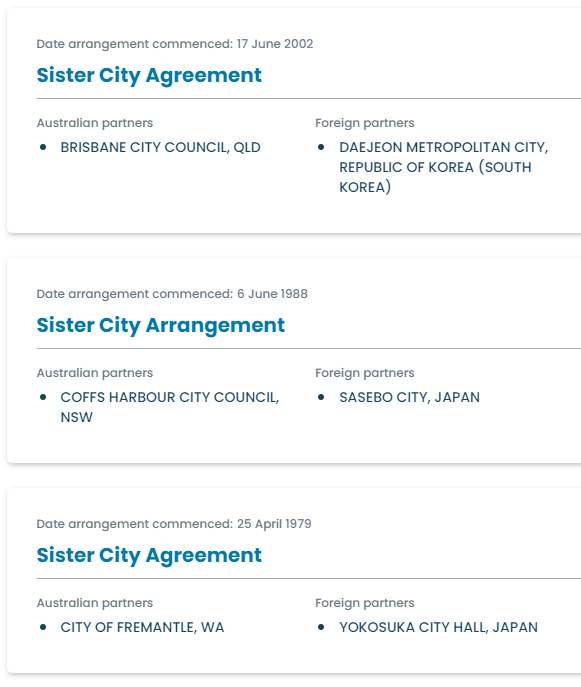 Date arrangement commenced: 17 June 2002
Sister City Agreement
Australian partners
Foreign partners
• BRISBANE CITY COUNCIL, QLD
• DAEJEON METROPOLITAN CITY,
REPUBLIC OF KOREA (SOUTH
KOREA)
Date arrangement commenced: 6 June 1988
Sister City Arrangement
Australian partners
Foreign partners
• COFFS HARBOUR CITY COUNCIL,
NSW
• SASEBO CITY, JAPAN
Date arrangement commenced: 25 April 1979
Sister City Agreement
Australian partners
Foreign partners
• CITY OF FREMANTLE, WA
• YOKOSUKA CITY HALL, JAPAN